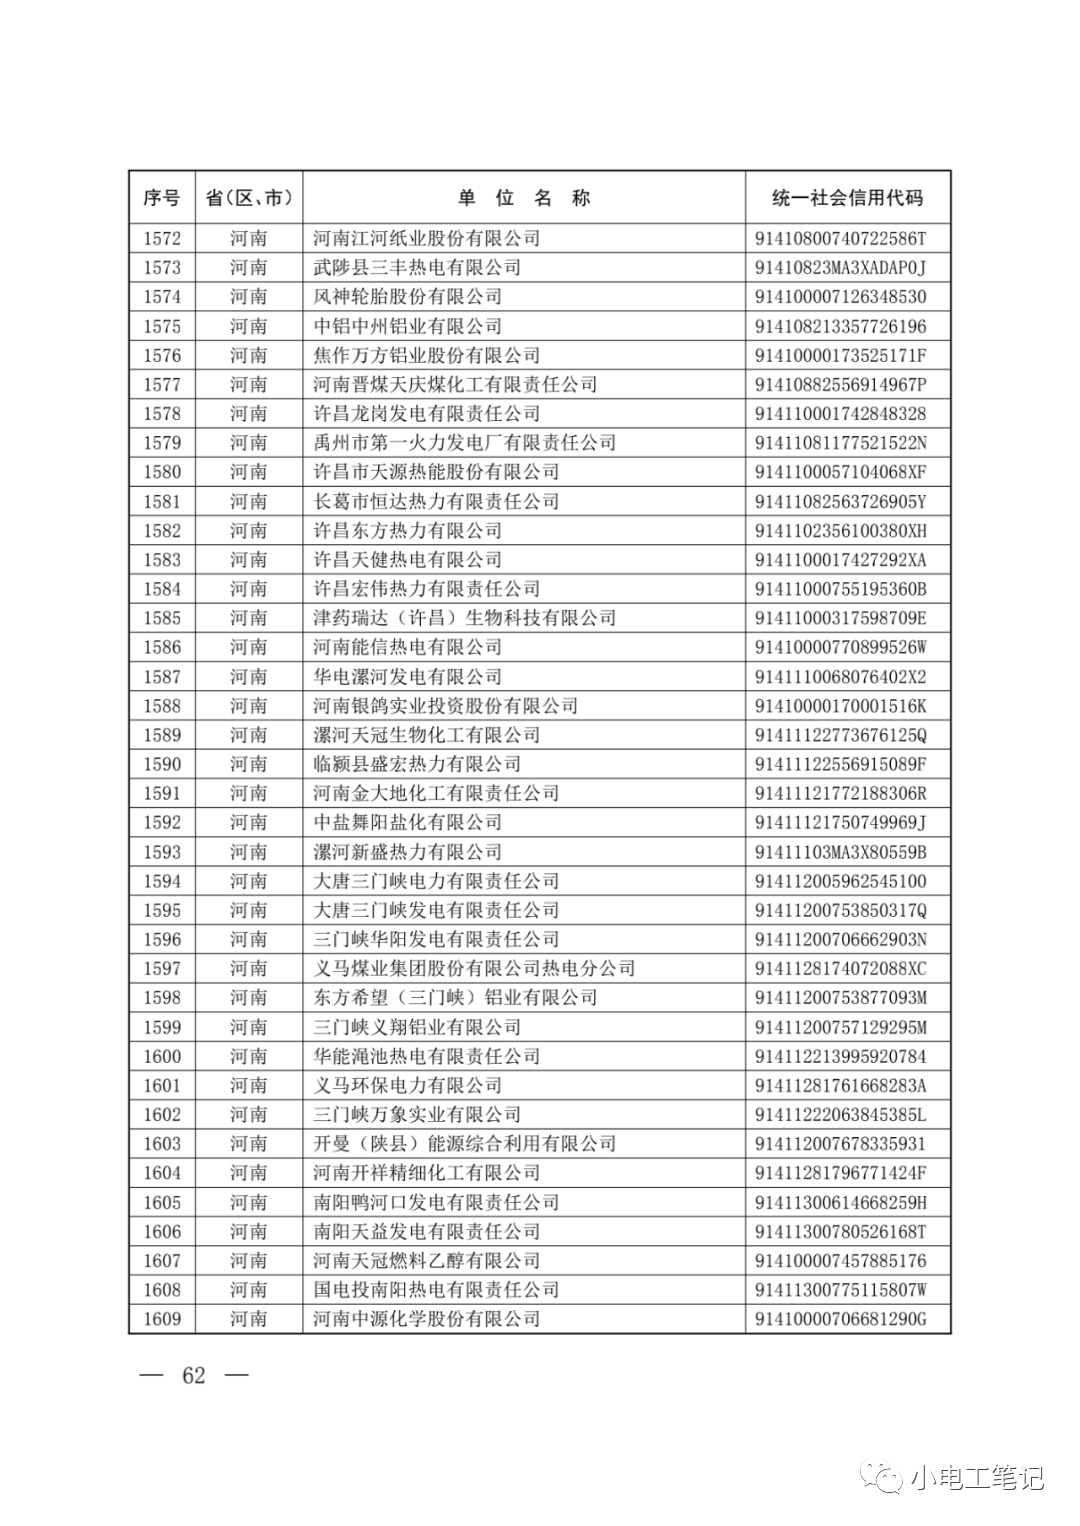 序号 省(区、市) 单位名称 统一社会信用代码
1572 河南 河南江河纸业股份有限公司 91410800740722586T
1573 河南 武陟县三丰热电有限公司 91410823MA3XADAP0J
1574 河南 风神轮胎股份有限公司 914100007126348530
1575 河南 中铝中州铝业有限公司 914108213357726196
1576 河南 焦作万方铝业股份有限公司 91410000173525171F
1577 河南 河南晋煤天庆煤化工有限责任公司 91410882556914967P
1578 河南 许昌龙岗发电有限责任公司 914110001742848328
1579 河南 禹州市第一火力发电厂有限责任公司 91411081177521522N
1580 河南 许昌市天源热能股份有限公司 9141100057104068XF
1581 河南 长葛市恒达热力有限责任公司 91411082563726905Y
1582 河南 许昌东方热力有限公司 9141102356100380XH
1583 河南 许昌天健热电有限公司 9141100017427292XA
1584 河南 许昌宏伟热力有限责任公司 91411000755195360B
1585 河南 津药瑞达（许昌）生物科技有限公司 91411000317598709E
1586 河南 河南能信热电有限公司 91410000770899526W
1587 河南 华电漯河发电有限公司 9141110068076402X2
1588 河南 河南银鸽实业投资股份有限公司 91410000170001516K
1589 河南 漯河天冠生物化工有限公司 91411122773676125Q
1590 河南 临颍县盛宏热力有限公司 91411122556915089F
1591 河南 河南金大地化工有限责任公司 91411121772188306R
1592 河南 中盐舞阳盐化有限公司 91411121750749969J
1593 河南 漯河新盛热力有限公司 91411103MA3X80559B
1594 河南 大唐三门峡电力有限责任公司 914112005962545100
1595 河南 大唐三门峡发电有限责任公司 91411200753850317Q
1596 河南 三门峡华阳发电有限责任公司 91411200706662903N
1597 河南 义马煤业集团股份有限公司热电分公司 9141128174072088XC
1598 河南 东方希望（三门峡）铝业有限公司 91411200753877093M
1599 河南 三门峡义翔铝业有限公司 91411200757129295M
1600 河南 华能渑池热电有限责任公司 914112213995920784
1601 河南 义马环保电力有限公司 91411281761668283A
1602 河南 三门峡万象实业有限公司 91411222063845385L
1603 河南 开曼（陕县）能源综合利用有限公司 914112007678335931
1604 河南 河南开祥精细化工有限公司 91411281796771424F
1605 河南 南阳鸭河口发电有限责任公司 91411300614668259H
1606 河南 南阳天益发电有限责任公司 91411300780526168T
1607 河南 河南天冠燃料乙醇有限公司 914100007457885176
1608 河南 国电投南阳热电有限责任公司 91411300775115807W
1609 河南 河南中源化学股份有限公司 91410000706681290G
— 62 —
小电工笔记